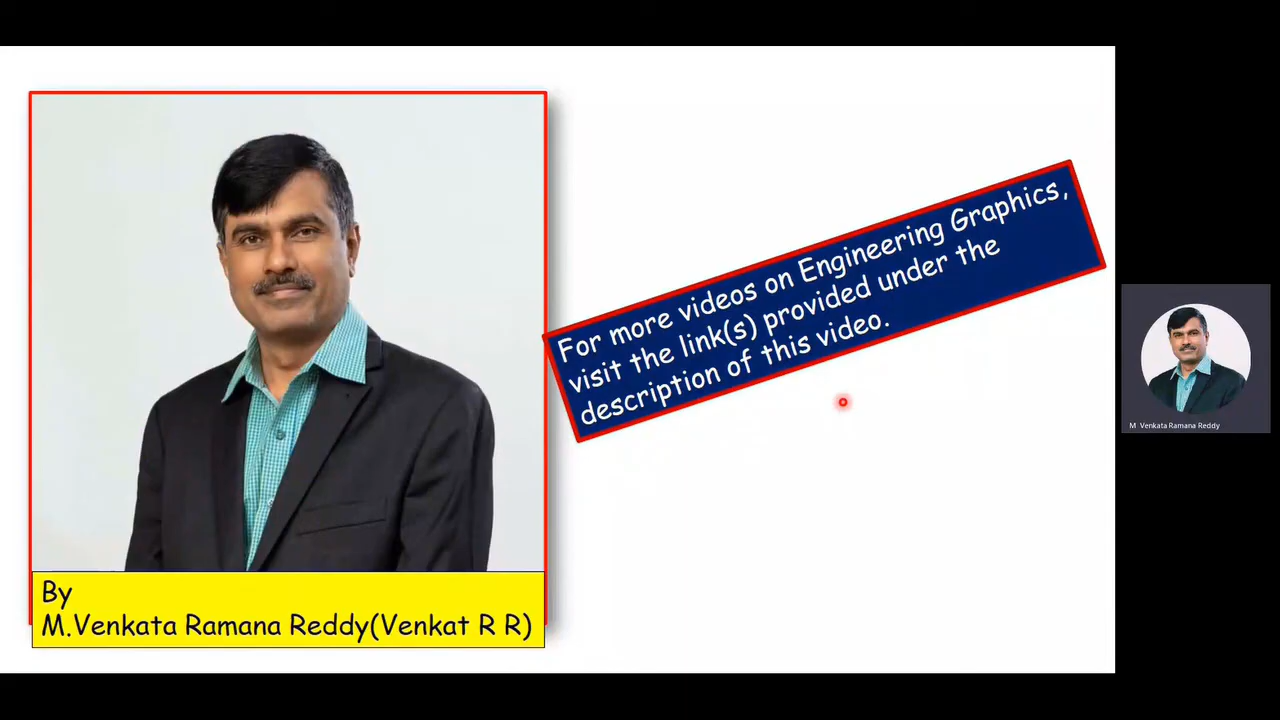 For more videos on Engineering Graphics,
visit the link(s) provided under the
description of this video.
By
M.Venkata Ramana Reddy(Venkat R R)
M Venkata Ramana Reddy